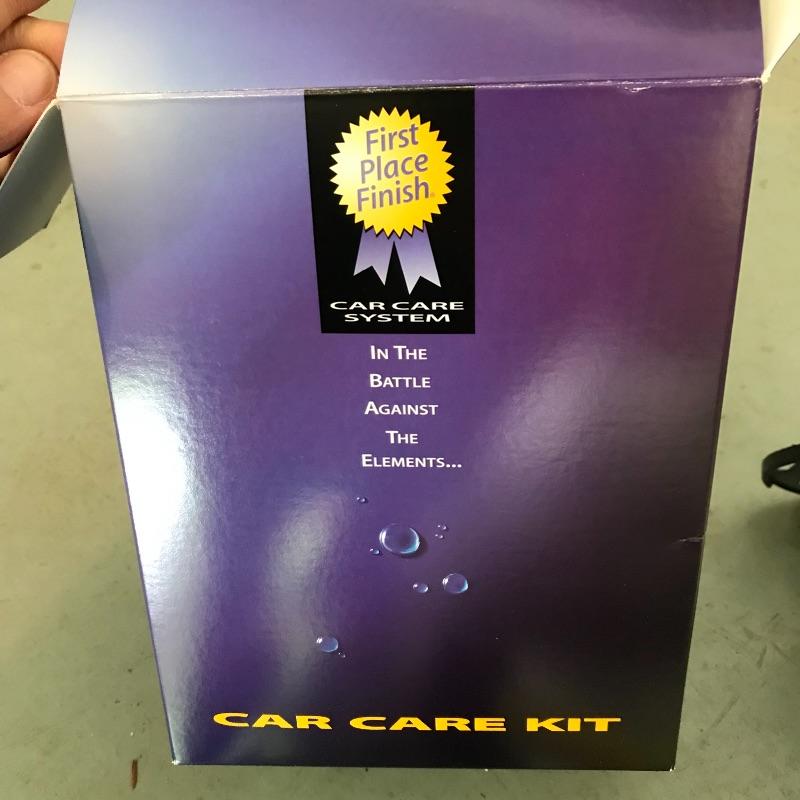 First
Place
Finish
CAR CARE
SYSTEM
IN THE
BATTLE
AGAINST
THE
ELEMENTS...
CAR CARE KIT